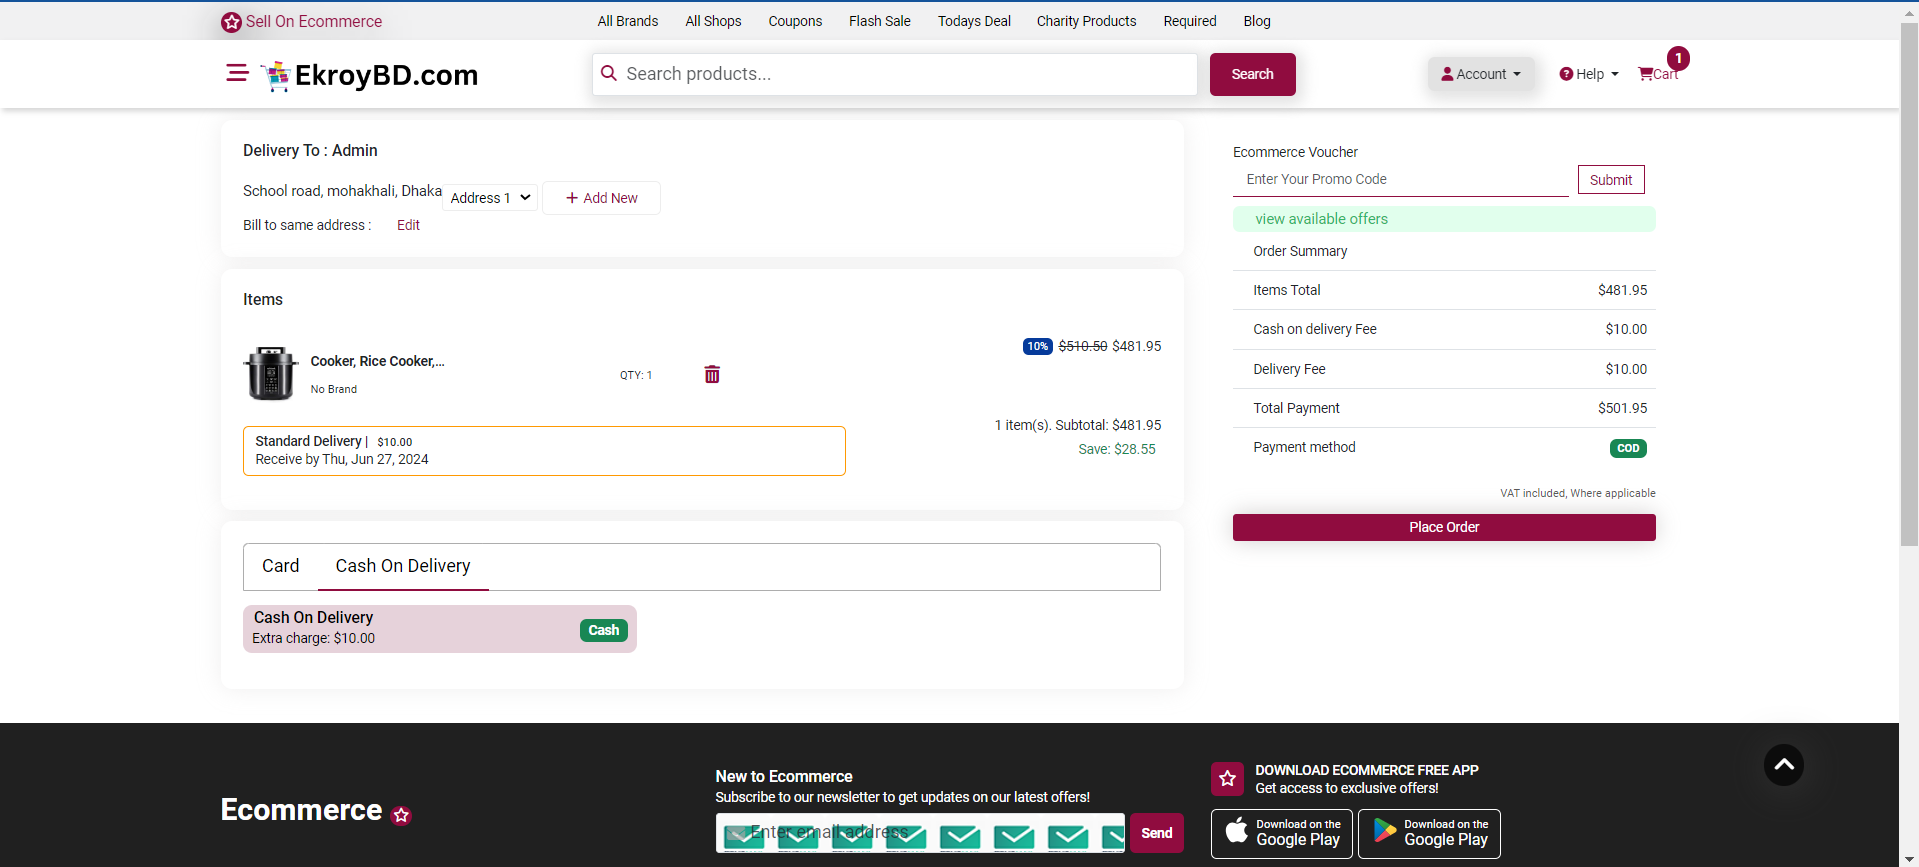 Sell On Ecommerce
All Brands All Shops Coupons Flash Sale Todays Deal Charity Products Required Blog
EkroyBD.com
Search products...
Search
Account
Help
Cart
1
Delivery To : Admin
School road, mohakhali, Dhaka
Address 1
Add New
Bill to same address : Edit
Items
Cooker, Rice Cooker,...
No Brand
QTY: 1
10% $510.50 $481.95
Standard Delivery | $10.00
Receive by Thu, Jun 27, 2024
1 item(s). Subtotal: $481.95
Save: $28.55
Card Cash On Delivery
Cash On Delivery
Extra charge: $10.00
Cash
Ecommerce Voucher
Enter Your Promo Code
Submit
view available offers
Order Summary
Items Total $481.95
Cash on delivery Fee $10.00
Delivery Fee $10.00
Total Payment $501.95
Payment method COD
VAT included, Where applicable
Place Order
Ecommerce
New to Ecommerce
Subscribe to our newsletter to get updates on our latest offers!
Enter email address
Send
DOWNLOAD ECOMMERCE FREE APP
Get access to exclusive offers!
Download on the
Google Play
Download on the
Google Play